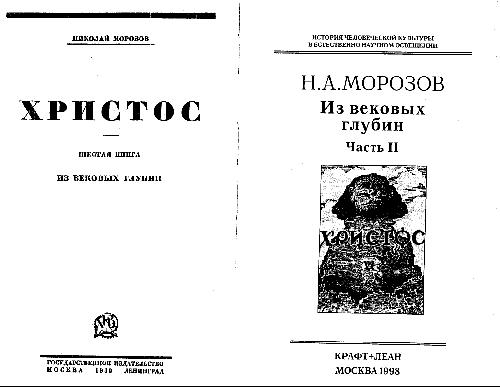 НИКОЛАЙ МОРОЗОВ
ХРИСТОС
ШЕСТАЯ КНИГА
ИЗ ВЕКОВЫХ ГЛУБИН
ГОСУДАРСТВЕННОЕ ИЗДАТЕЛЬСТВО
МОСКВА 1930 ЛЕНИНГРАД
ИСТОРИЯ ЧЕЛОВЕЧЕСКОЙ КУЛЬТУРЫ
В ЕСТЕСТВЕННО НАУЧНОМ ОСВЕЩЕНИИ
Н.А.МОРОЗОВ
Из вековых
глубин
Часть II
ХРИСТОС
КРАФТ+ЛЕАН
МОСКВА 1998